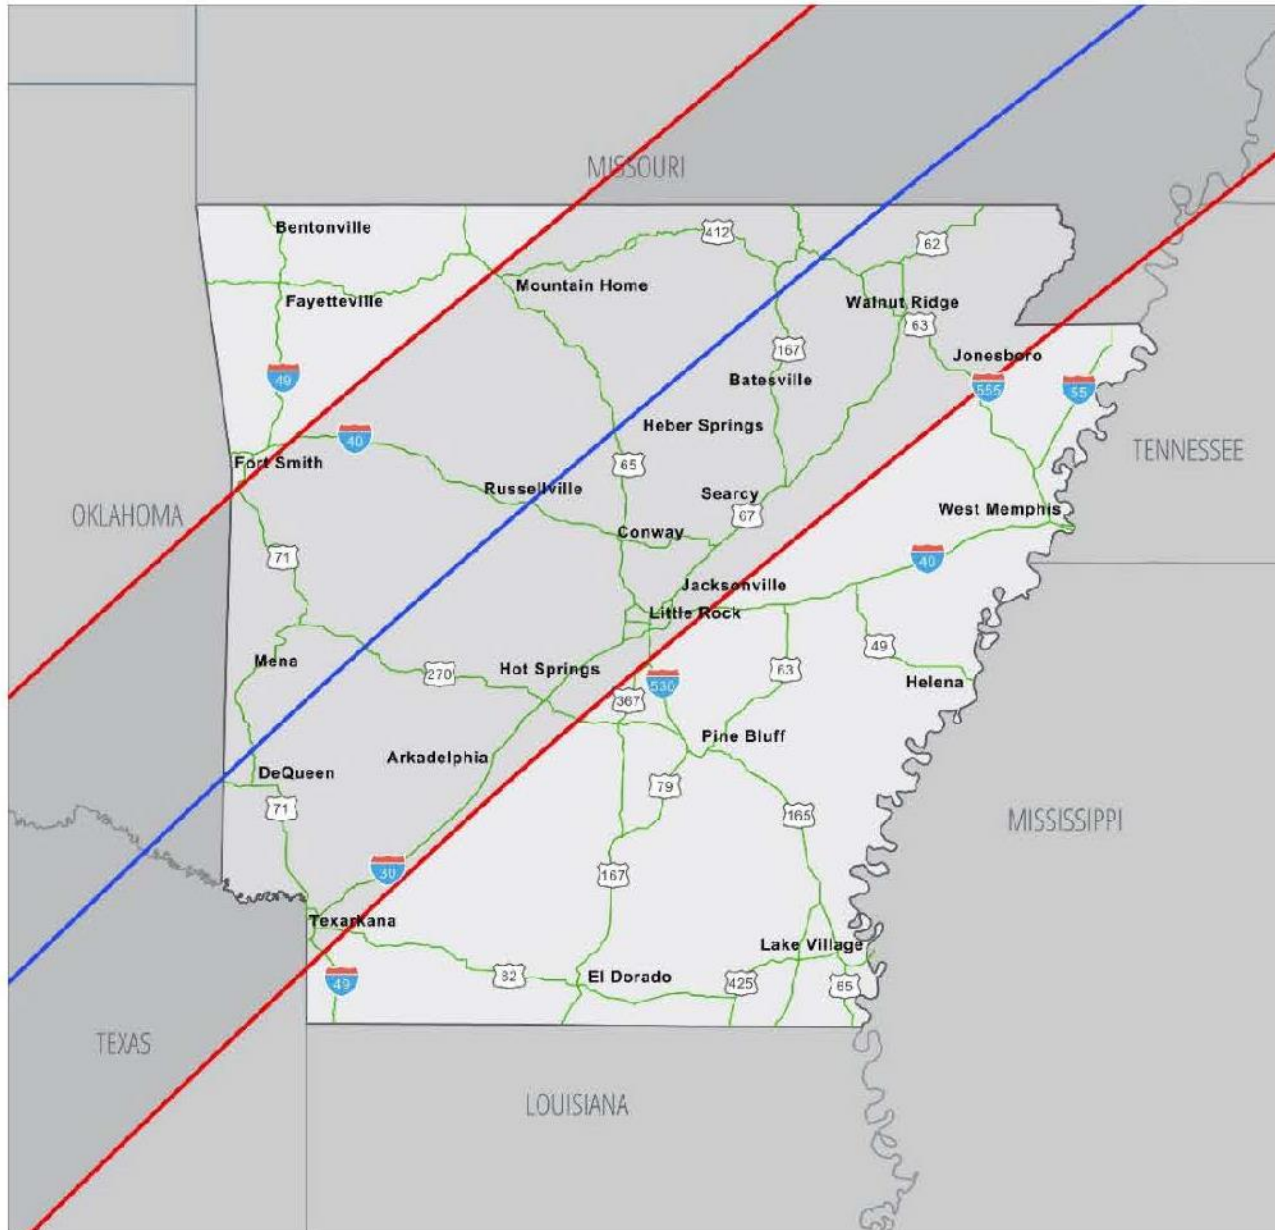 MISSOURI
Bentonville
412
62
Mountain Home
Fayetteville
Walnut Ridge
63
167
Jonesboro
49
Batesville
555
55
Heber Springs
40
TENNESSEE
Fort Smith
65
Russellville
Searcy
OKLAHOMA
67
West Memphis
Conway
71
40
Jacksonville
Little Rock
49
Mena
270
Hot Springs
63
Helena
530
367
Pine Bluff
Arkadelphia
DeQueen
79
71
165
MISSISSIPPI
30
167
Texarkana
Lake Village
49
82
El Dorado
425
65
TEXAS
LOUISIANA